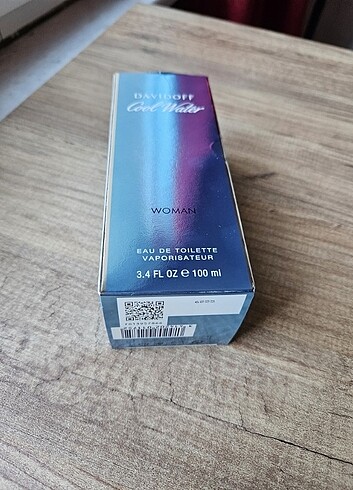 DAVIDOFF
Cool Water
WOMAN
EAU DE TOILETTE
VAPORISATEUR
3.4 FL OZ e 100 ml